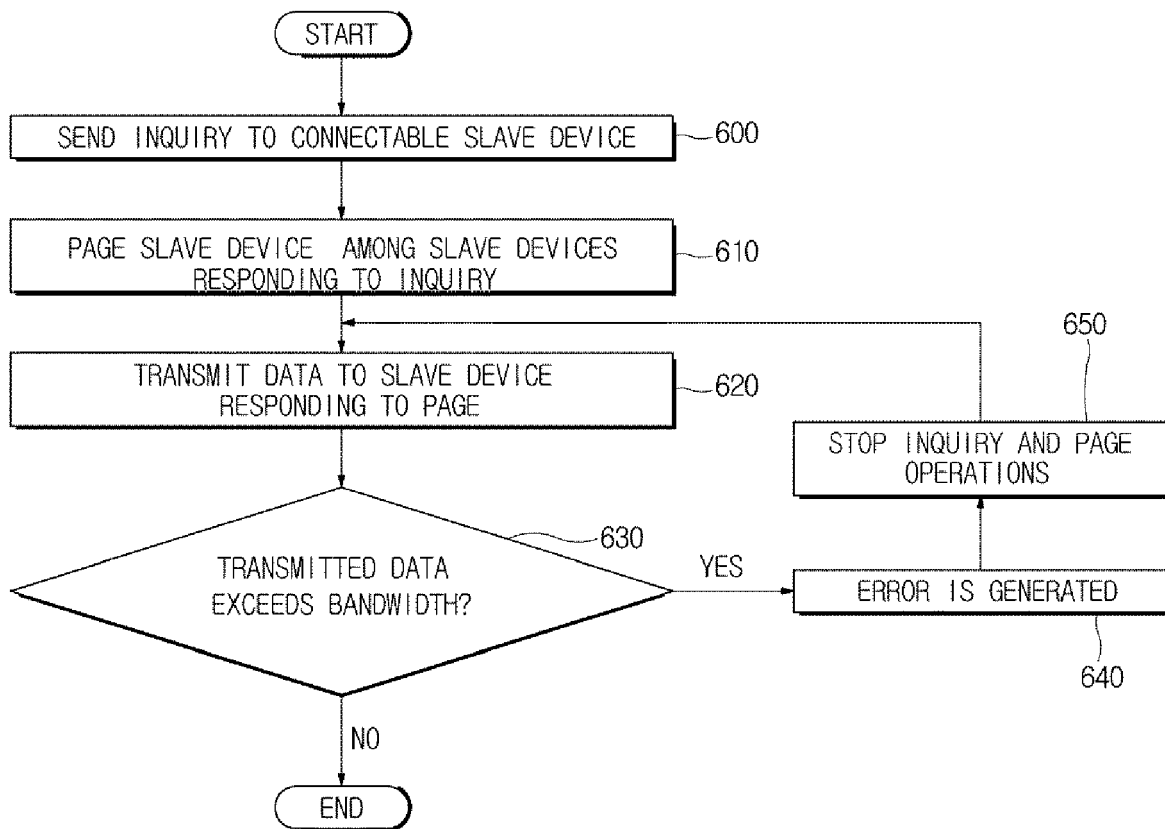 START
SEND INQUIRY TO CONNECTABLE SLAVE DEVICE
600
PAGE SLAVE DEVICE AMONG SLAVE DEVICES
RESPONDING TO INQUIRY
610
650
TRANSMIT DATA TO SLAVE DEVICE
RESPONDING TO PAGE
620
STOP INQUIRY AND PAGE
OPERATIONS
630
TRANSMITTED DATA
EXCEEDS BANDWIDTH?
YES
ERROR IS GENERATED
640
NO
END